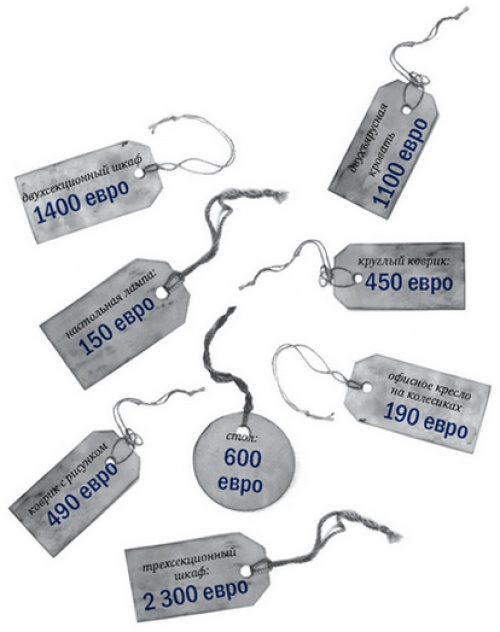 двухсекционный шкаф
1400 евро
двухъярусная
кровать
1100 евро
настольная лампа:
150 евро
круглый коврик:
450 евро
офисное кресло
на колесиках
190 евро
стол:
600
евро
коврик с рисунком
490 евро
трехсекционный
шкаф:
2 300 евро